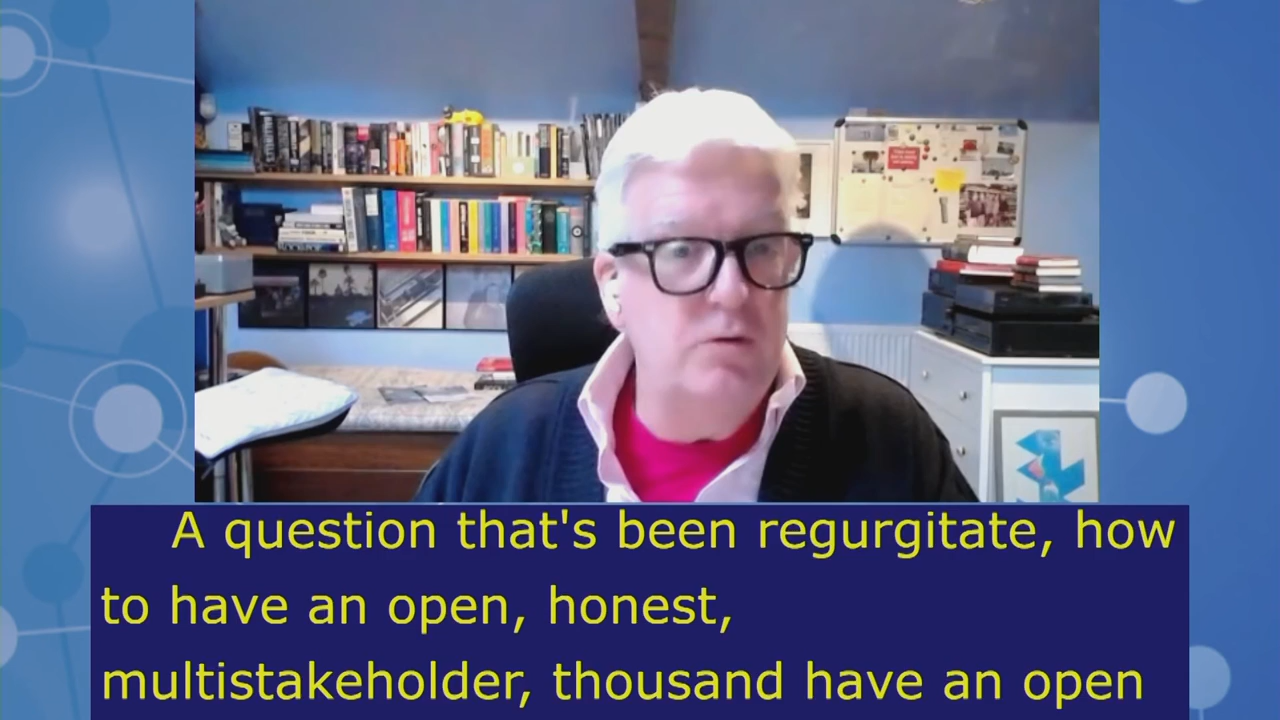 A question that's been regurgitate, how
to have an open, honest,
multistakeholder, thousand have an open